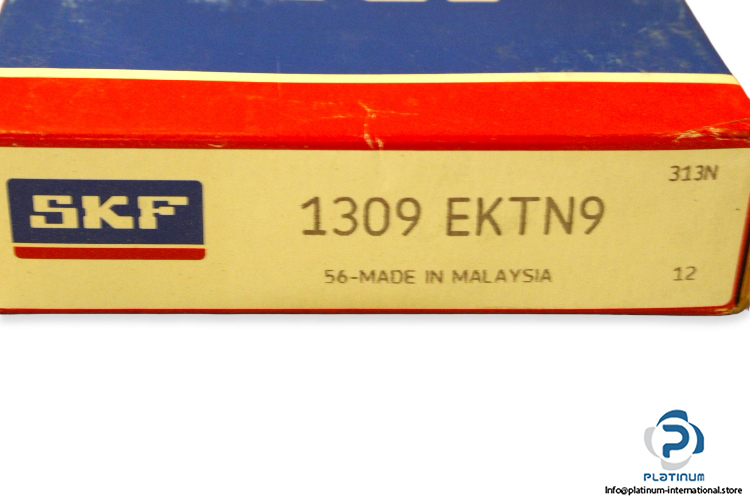 313N
SKF
1309 EKTN9
56-MADE IN MALAYSIA
12
PLATINUM
Info@platinum-international.store